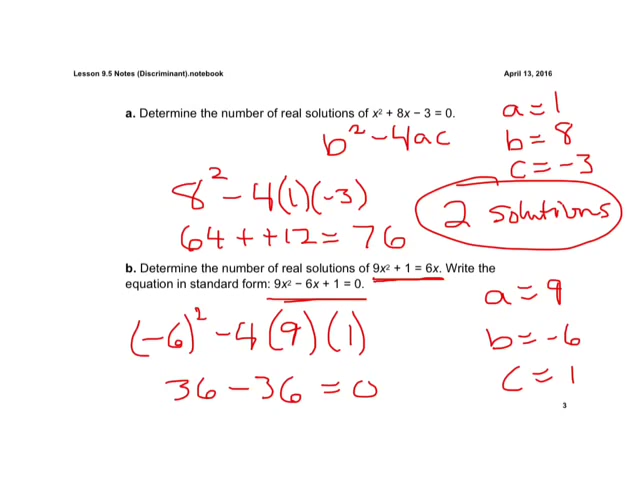 Lesson 9.5 Notes (Discriminant).notebook
April 13, 2016
a. Determine the number of real solutions of x² + 8x − 3 = 0.
a = 1
b² − 4ac
b = 8
c = −3
8² − 4(1)(−3)
2 solutions
64 + +12 = 76
b. Determine the number of real solutions of 9x² + 1 = 6x. Write the
equation in standard form: 9x² − 6x + 1 = 0.
a = 9
(−6)² − 4(9)(1)
b = −6
36 − 36 = 0
c = 1
3